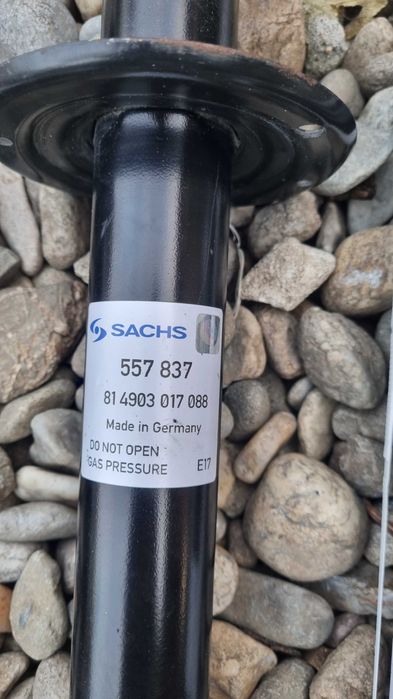 SACHS
557 837
81 4903 017 088
Made in Germany
DO NOT OPEN
GAS PRESSURE E17